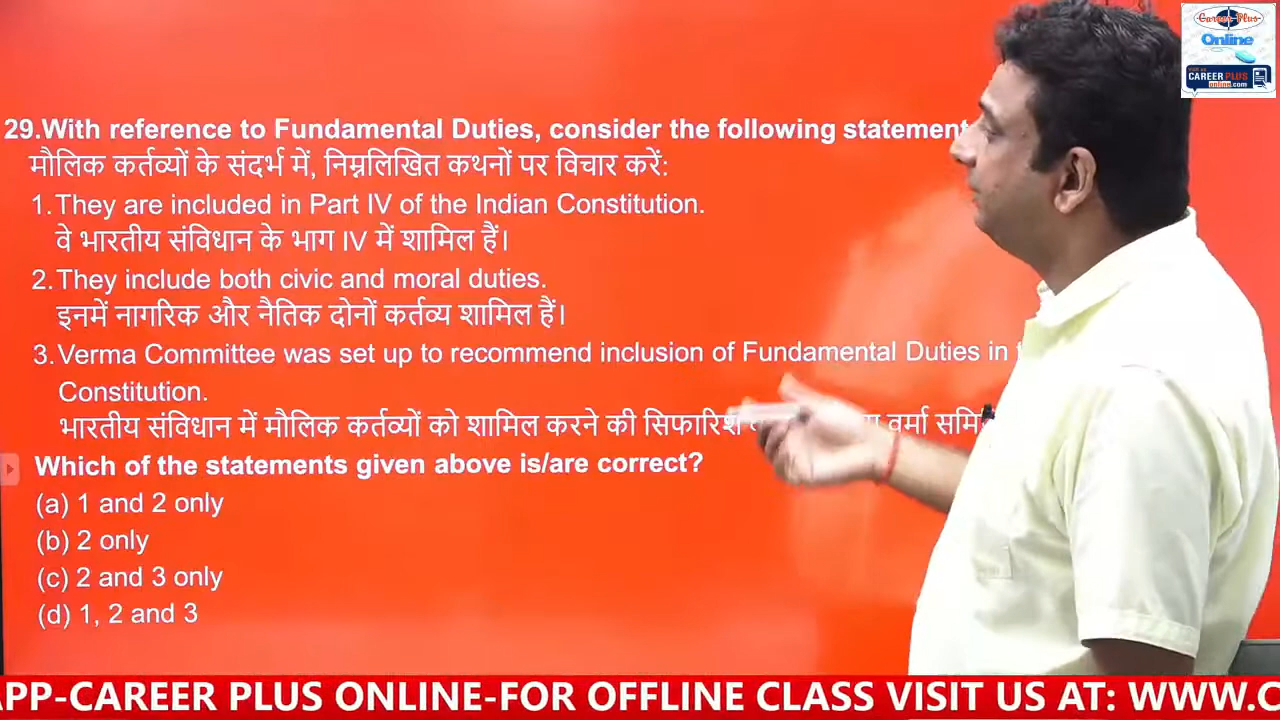 Career Plus
Online
CAREER PLUS
online.com
29.With reference to Fundamental Duties, consider the following statement
मौलिक कर्तव्यों के संदर्भ में, निम्नलिखित कथनों पर विचार करें:
1.They are included in Part IV of the Indian Constitution.
वे भारतीय संविधान के भाग IV में शामिल हैं।
2.They include both civic and moral duties.
इनमें नागरिक और नैतिक दोनों कर्तव्य शामिल हैं।
3.Verma Committee was set up to recommend inclusion of Fundamental Duties in
Constitution.
भारतीय संविधान में मौलिक कर्तव्यों को शामिल करने की सिफारिश वर्मा
Which of the statements given above is/are correct?
(a) 1 and 2 only
(b) 2 only
(c) 2 and 3 only
(d) 1, 2 and 3
PP-CAREER PLUS ONLINE-FOR OFFLINE CLASS VISIT US AT: WWW.C